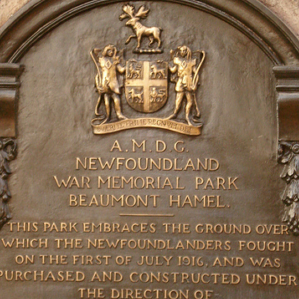 A.M.D.G.
NEWFOUNDLAND
WAR MEMORIAL PARK
BEAUMONT HAMEL.
THIS PARK EMBRACES THE GROUND OVER
WHICH THE NEWFOUNDLANDERS FOUGHT
ON THE FIRST OF JULY 1916, AND WAS
PURCHASED AND CONSTRUCTED UNDER
THE DIRECTION OF